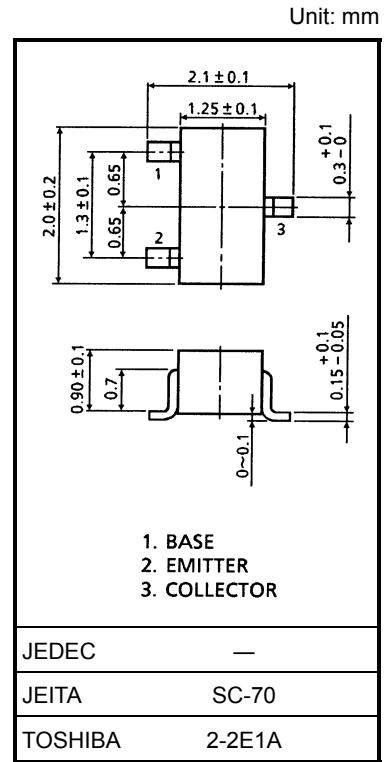 Unit: mm
2.1±0.1
1.25±0.1
+0.1
0.3-0
2.0±0.2
1.3±0.1
0.65
0.65
1
2
3
0.90±0.1
0.7
+0.1
0.15-0.05
0~0.1
1. BASE
2. EMITTER
3. COLLECTOR
JEDEC —
JEITA SC-70
TOSHIBA 2-2E1A